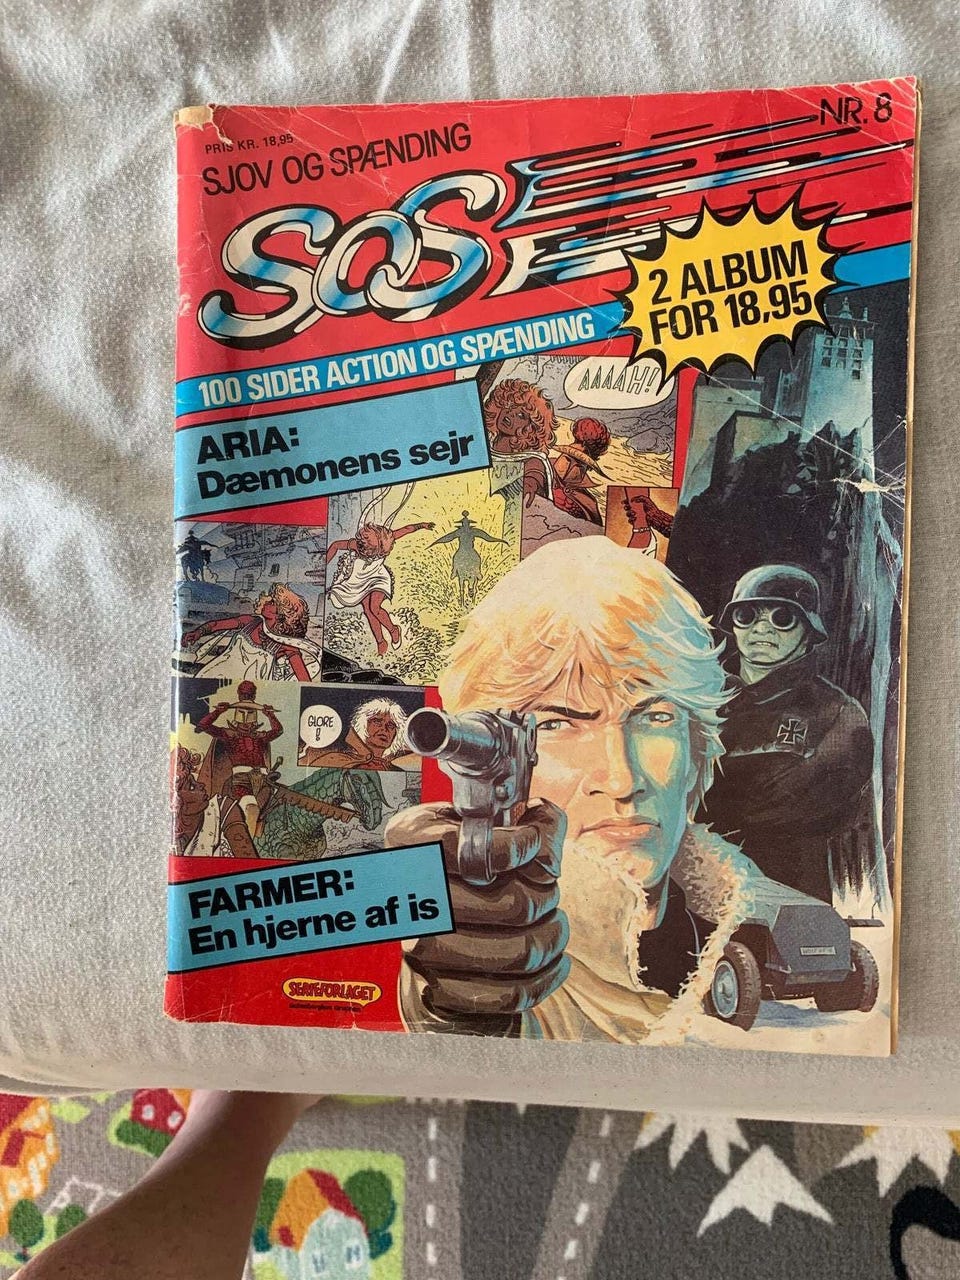 NR. 8
PRIS KR. 18,95
SJOV OG SPÆNDING
SOS
2 ALBUM
FOR 18,95
100 SIDER ACTION OG SPÆNDING
AAAAH!
ARIA:
Dæmonens sejr
GLORE
!
FARMER:
En hjerne af is
SERIEFORLAGET